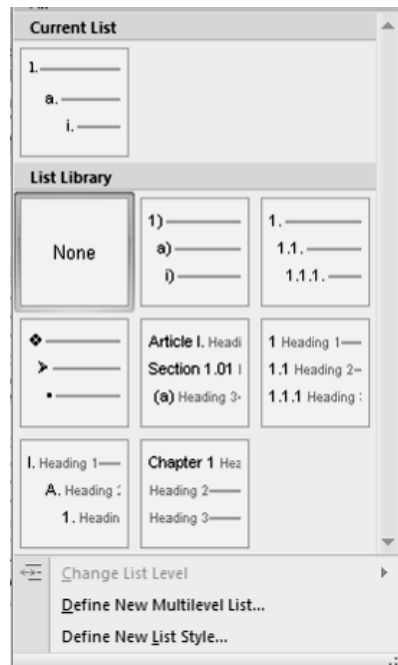 Current List
1.
a.
i.
List Library
None
1)
a)
i)
1.
1.1.
1.1.1.
Article I. Headi
Section 1.01
(a) Heading 3
1 Heading 1
1.1 Heading 2
1.1.1 Heading
I. Heading 1
A. Heading
1. Headin
Chapter 1 Hea
Heading 2
Heading 3
Change List Level
Define New Multilevel List...
Define New List Style...